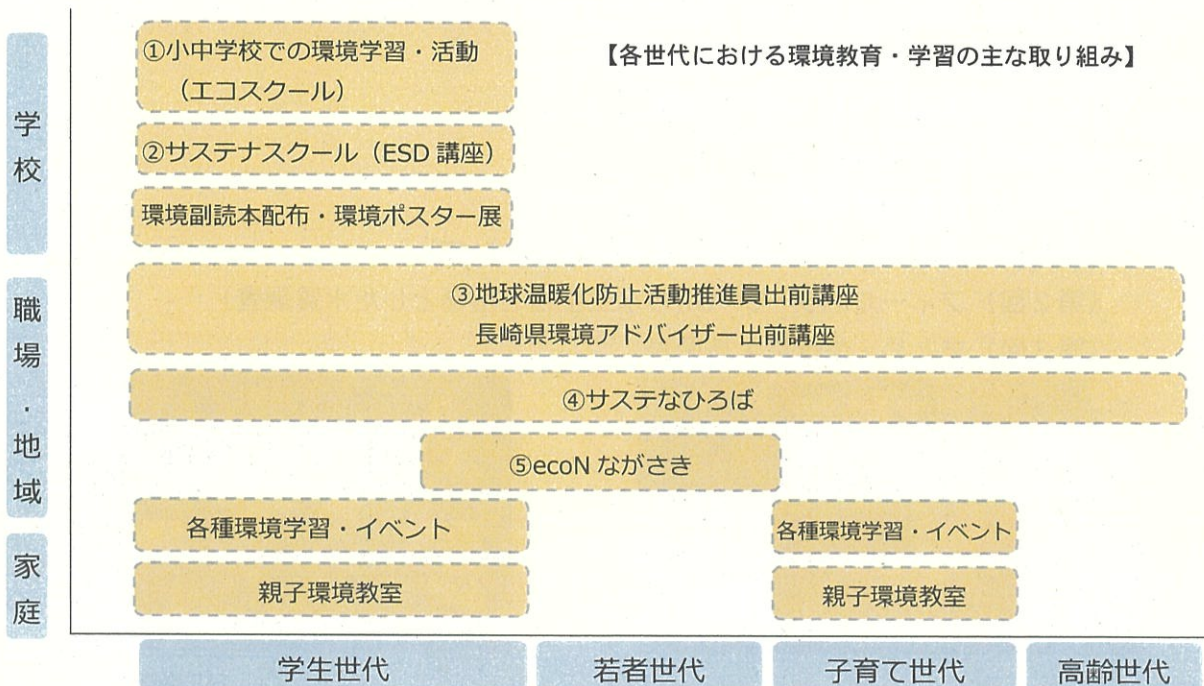 【各世代における環境教育・学習の主な取り組み】
学校
①小中学校での環境学習・活動
（エコスクール）
②サステナスクール（ESD 講座）
環境副読本配布・環境ポスター展
職場・地域
③地球温暖化防止活動推進員出前講座
長崎県環境アドバイザー出前講座
④サステなひろば
⑤ecoN ながさき
各種環境学習・イベント
各種環境学習・イベント
家庭
親子環境教室
親子環境教室
学生世代
若者世代
子育て世代
高齢世代